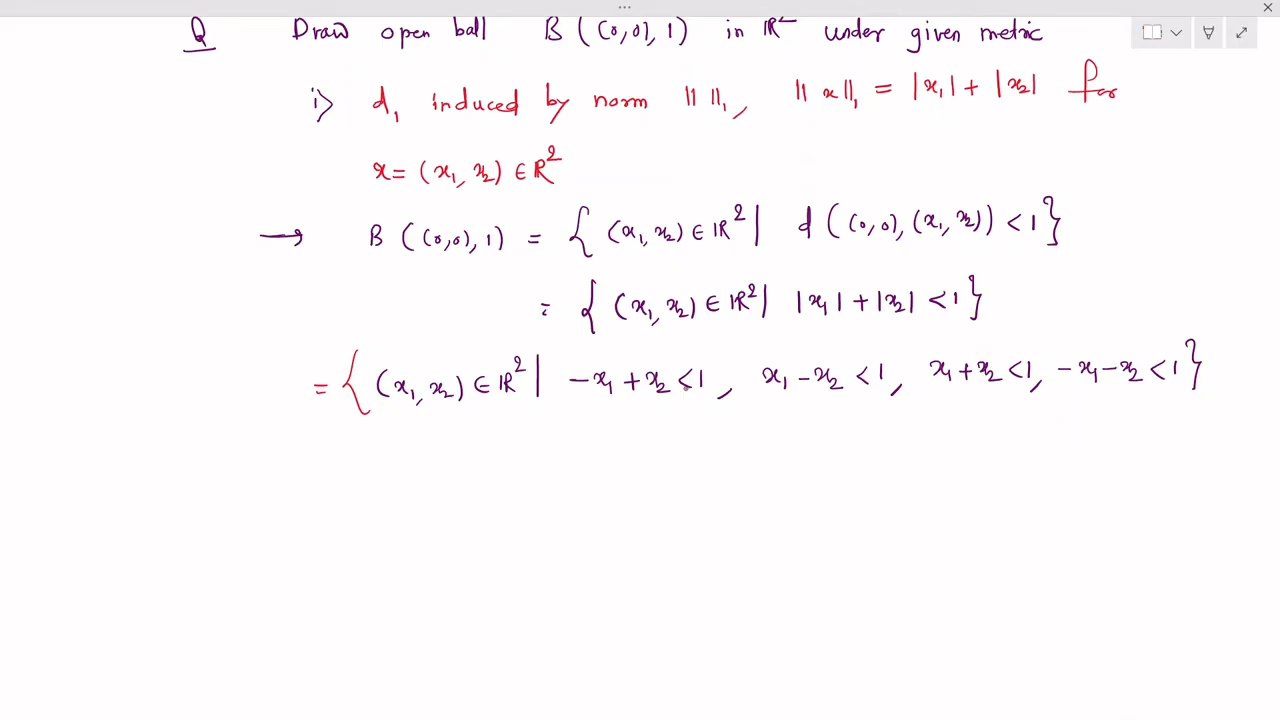 Q Draw open ball B((0,0),1) in ℝ² under given metric
i) d₁ induced by norm || ||₁, ||x||₁ = |x₁| + |x₂| for
x = (x₁, x₂) ∈ ℝ²
→ B((0,0),1) = { (x₁, x₂) ∈ ℝ² | d((0,0),(x₁, x₂)) < 1 }
= { (x₁, x₂) ∈ ℝ² | |x₁| + |x₂| < 1 }
= { (x₁, x₂) ∈ ℝ² | -x₁ + x₂ < 1, x₁ - x₂ < 1, x₁ + x₂ < 1, -x₁ - x₂ < 1 }